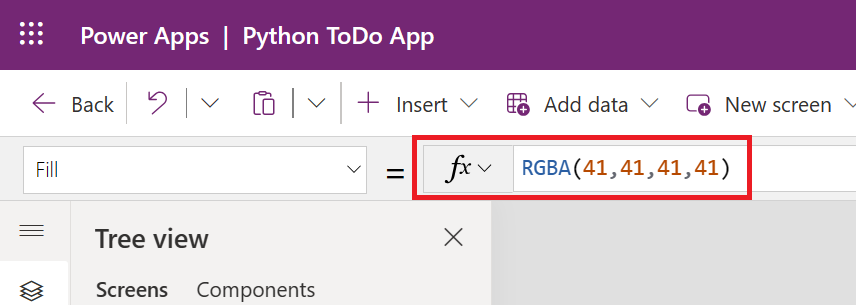 Power Apps | Python ToDo App
Back Insert Add data New screen
Fill = fx RGBA(41,41,41,41)
Tree view
Screens Components